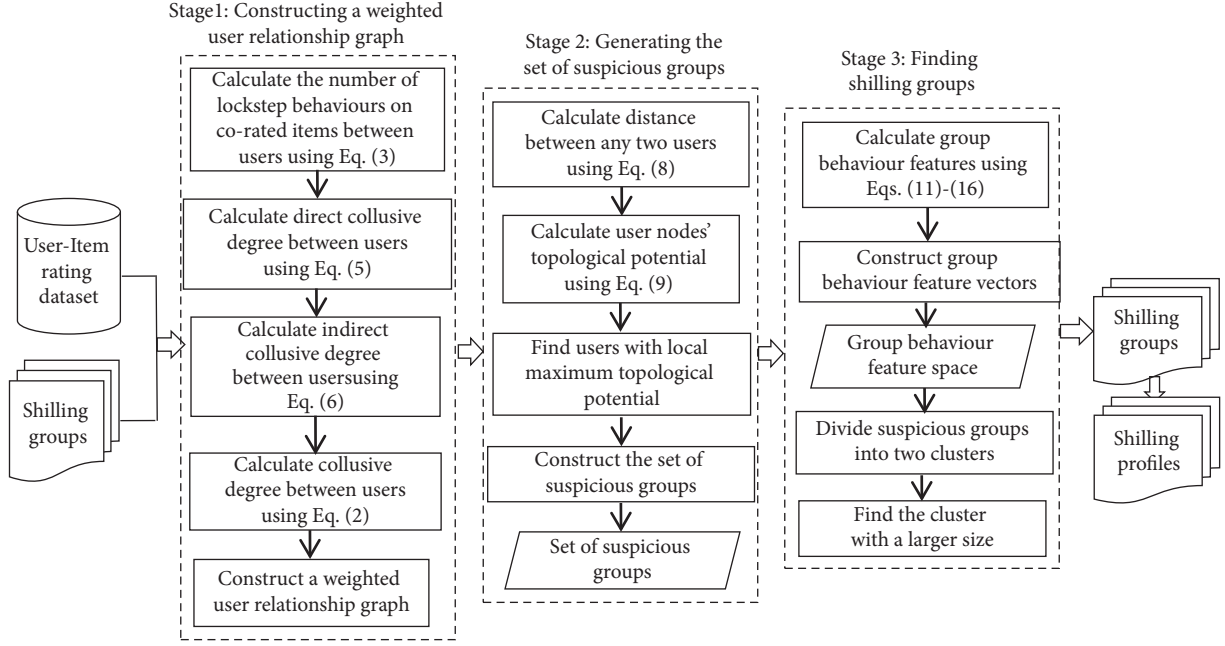 Stage1: Constructing a weighted
user relationship graph
Calculate the number of
lockstep behaviours on
co-rated items between
users using Eq. (3)
Calculate direct collusive
degree between users
using Eq. (5)
Calculate indirect
collusive degree
between usersusing
Eq. (6)
Calculate collusive
degree between users
using Eq. (2)
Construct a weighted
user relationship graph
User-Item
rating
dataset
Shilling
groups
Stage 2: Generating the
set of suspicious groups
Calculate distance
between any two users
using Eq. (8)
Calculate user nodes’
topological potential
using Eq. (9)
Find users with local
maximum topological
potential
Construct the set of
suspicious groups
Set of suspicious
groups
Stage 3: Finding
shilling groups
Calculate group
behaviour features using
Eqs. (11)-(16)
Construct group
behaviour feature vectors
Group behaviour
feature space
Divide suspicious groups
into two clusters
Find the cluster
with a larger size
Shilling
groups
Shilling
profiles